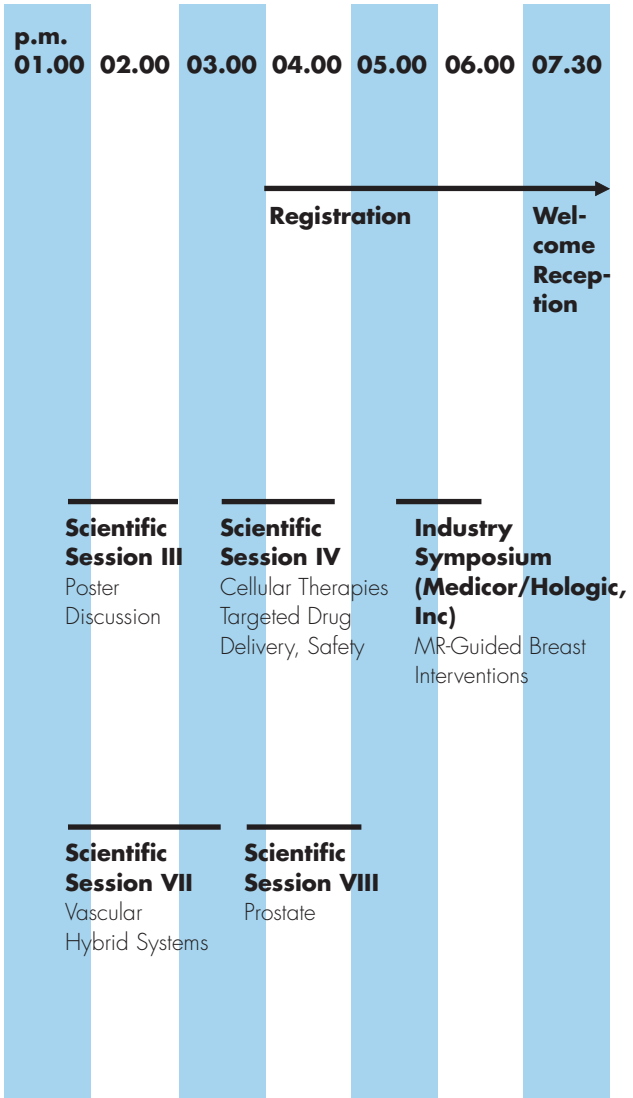 p.m.
01.00 02.00 03.00 04.00 05.00 06.00 07.30
Registration
Wel-
come
Recep-
tion
Scientific
Session III
Poster
Discussion
Scientific
Session IV
Cellular Therapies
Targeted Drug
Delivery, Safety
Industry
Symposium
(Medicor/Hologic,
Inc)
MR-Guided Breast
Interventions
Scientific
Session VII
Vascular
Hybrid Systems
Scientific
Session VIII
Prostate